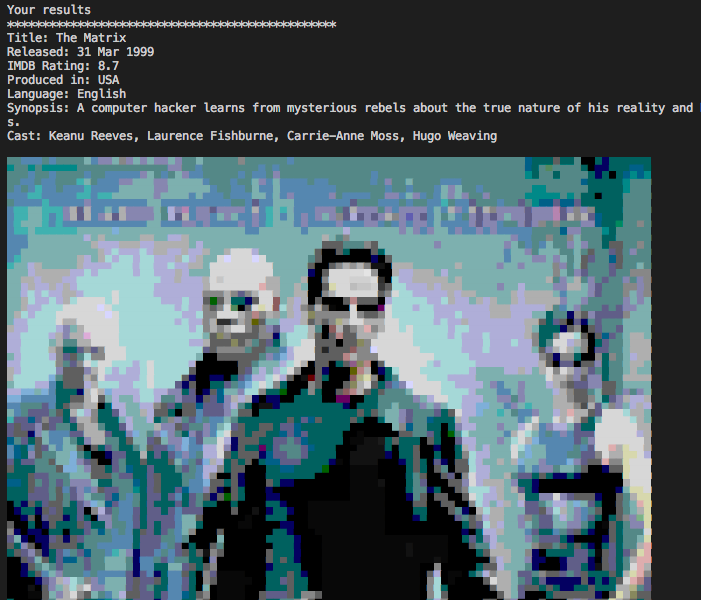 Your results
***********************************************
Title: The Matrix
Released: 31 Mar 1999
IMDB Rating: 8.7
Produced in: USA
Language: English
Synopsis: A computer hacker learns from mysterious rebels about the true nature of his reality and
s.
Cast: Keanu Reeves, Laurence Fishburne, Carrie-Anne Moss, Hugo Weaving